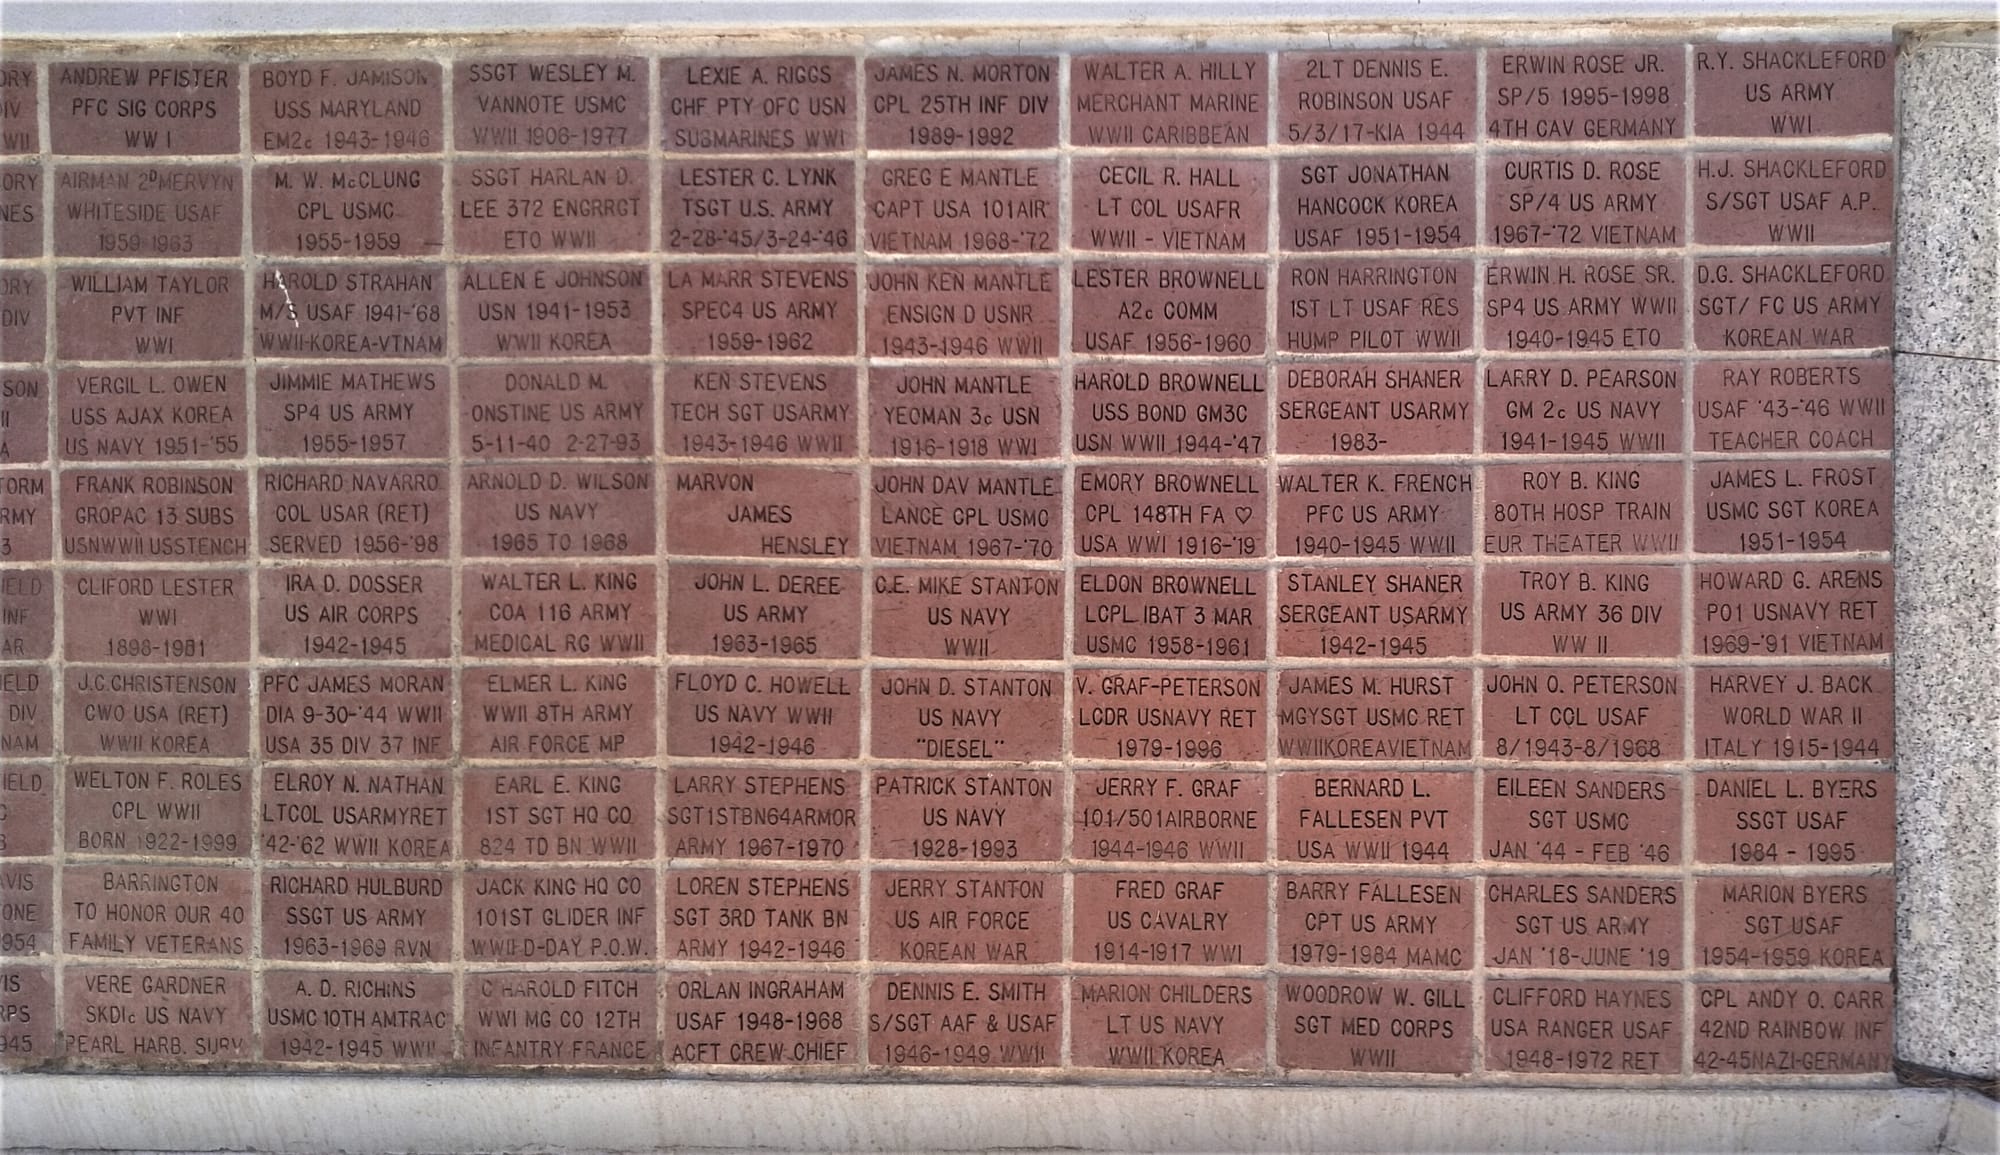 ORY
DIV
WII
ANDREW PFISTER
PFC SIG CORPS
WW I
BOYD F. JAMISON
USS MARYLAND
EM2c 1943-1946
SSGT WESLEY M.
VANNOTE USMC
WWII 1906-1977
LEXIE A. RIGGS
CHF PTY OFC USN
SUBMARINES WWI
JAMES N. MORTON
CPL 25TH INF DIV
1989-1992
WALTER A. HILLY
MERCHANT MARINE
WWII CARIBBEAN
2LT DENNIS E.
ROBINSON USAF
5/3/17-KIA 1944
ERWIN ROSE JR.
SP/5 1995-1998
4TH CAV GERMANY
R.Y. SHACKLEFORD
US ARMY
WWI
ORY
NES
AIRMAN 2D MERVYN
WHITESIDE USAF
1959-1963
M. W. McCLUNG
CPL USMC
1955-1959
SSGT HARLAN D.
LEE 372 ENGRRGT
ETO WWII
LESTER C. LYNK
TSGT U.S. ARMY
2-28-'45/3-24-'46
GREG E MANTLE
CAPT USA 101AIR
VIETNAM 1968-'72
CECIL R. HALL
LT COL USAFR
WWII - VIETNAM
SGT JONATHAN
HANCOCK KOREA
USAF 1951-1954
CURTIS D. ROSE
SP/4 US ARMY
1967-'72 VIETNAM
H.J. SHACKLEFORD
S/SGT USAF A.P.
WWII
ORY
DIV
WILLIAM TAYLOR
PVT INF
WWI
HAROLD STRAHAN
M/S USAF 1941-'68
WWII-KOREA-VTNAM
ALLEN E JOHNSON
USN 1941-1953
WWII KOREA
LA MARR STEVENS
SPEC4 US ARMY
1959-1962
JOHN KEN MANTLE
ENSIGN D USNR
1943-1946 WWII
LESTER BROWNELL
A2c COMM
USAF 1956-1960
RON HARRINGTON
1ST LT USAF RES
HUMP PILOT WWII
ERWIN H. ROSE SR.
SP4 US ARMY WWII
1940-1945 ETO
D.G. SHACKLEFORD
SGT/ FC US ARMY
KOREAN WAR
SON
II
A
VERGIL L. OWEN
USS AJAX KOREA
US NAVY 1951-'55
JIMMIE MATHEWS
SP4 US ARMY
1955-1957
DONALD M.
ONSTINE US ARMY
5-11-40 2-27-93
KEN STEVENS
TECH SGT USARMY
1943-1946 WWII
JOHN MANTLE
YEOMAN 3c USN
1916-1918 WWI
HAROLD BROWNELL
USS BOND GM3C
USN WWII 1944-'47
DEBORAH SHANER
SERGEANT USARMY
1983-
LARRY D. PEARSON
GM 2c US NAVY
1941-1945 WWII
RAY ROBERTS
USAF '43-'46 WWII
TEACHER COACH
TORM
RMY
3
FRANK ROBINSON
GROPAC 13 SUBS
USNWWII USSTENCH
RICHARD NAVARRO
COL USAR (RET)
SERVED 1956-'98
ARNOLD D. WILSON
US NAVY
1965 TO 1968
MARVON
JAMES
HENSLEY
JOHN DAV MANTLE
LANCE CPL USMC
VIETNAM 1967-'70
EMORY BROWNELL
CPL 148TH FA ♡
USA WWI 1916-'19
WALTER K. FRENCH
PFC US ARMY
1940-1945 WWII
ROY B. KING
80TH HOSP TRAIN
EUR THEATER WWII
JAMES L. FROST
USMC SGT KOREA
1951-1954
IELD
INF
AR
CLIFORD LESTER
WWI
1898-1981
IRA D. DOSSER
US AIR CORPS
1942-1945
WALTER L. KING
COA 116 ARMY
MEDICAL RG WWII
JOHN L. DEREE
US ARMY
1963-1965
C.E. MIKE STANTON
US NAVY
WWII
ELDON BROWNELL
LCPL 1BAT 3 MAR
USMC 1958-1961
STANLEY SHANER
SERGEANT USARMY
1942-1945
TROY B. KING
US ARMY 36 DIV
WW II
HOWARD G. ARENS
PO1 USNAVY RET
1969-'91 VIETNAM
IELD
DIV
NAM
J.C.CHRISTENSON
CWO USA (RET)
WWII KOREA
PFC JAMES MORAN
DIA 9-30-'44 WWII
USA 35 DIV 37 INF
ELMER L. KING
WWII 8TH ARMY
AIR FORCE MP
FLOYD C. HOWELL
US NAVY WWII
1942-1946
JOHN D. STANTON
US NAVY
"DIESEL"
V. GRAF-PETERSON
LCDR USNAVY RET
1979-1996
JAMES M. HURST
MGYSGT USMC RET
WWIIKOREAVIETNAM
JOHN O. PETERSON
LT COL USAF
8/1943-8/1968
HARVEY J. BACK
WORLD WAR II
ITALY 1915-1944
IELD
WELTON F. ROLES
CPL WWII
BORN 1922-1999
ELROY N. NATHAN
LTCOL USARMYRET
'42-'62 WWII KOREA
EARL E. KING
1ST SGT HQ CO
824 TD BN WWII
LARRY STEPHENS
SGT1STBN64ARMOR
ARMY 1967-1970
PATRICK STANTON
US NAVY
1928-1993
JERRY F. GRAF
101/501AIRBORNE
1944-1946 WWII
BERNARD L.
FALLESEN PVT
USA WWII 1944
EILEEN SANDERS
SGT USMC
JAN '44 - FEB '46
DANIEL L. BYERS
SSGT USAF
1984 - 1995
AVIS
ONE
954
BARRINGTON
TO HONOR OUR 40
FAMILY VETERANS
RICHARD HULBURD
SSGT US ARMY
1963-1969 RVN
JACK KING HQ CO
101ST GLIDER INF
WWII-D-DAY P.O.W.
LOREN STEPHENS
SGT 3RD TANK BN
ARMY 1942-1946
JERRY STANTON
US AIR FORCE
KOREAN WAR
FRED GRAF
US CAVALRY
1914-1917 WWI
BARRY FALLESEN
CPT US ARMY
1979-1984 MAMC
CHARLES SANDERS
SGT US ARMY
JAN '18-JUNE '19
MARION BYERS
SGT USAF
1954-1959 KOREA
VIS
RPS
945
VERE GARDNER
SKD1c US NAVY
PEARL HARB. SURV
A. D. RICHINS
USMC 10TH AMTRAC
1942-1945 WWII
C HAROLD FITCH
WWI MG CO 12TH
INFANTRY FRANCE
ORLAN INGRAHAM
USAF 1948-1968
ACFT CREW CHIEF
DENNIS E. SMITH
S/SGT AAF & USAF
1946-1949 WWII
MARION CHILDERS
LT US NAVY
WWII KOREA
WOODROW W. GILL
SGT MED CORPS
WWII
CLIFFORD HAYNES
USA RANGER USAF
1948-1972 RET
CPL ANDY O. CARR
42ND RAINBOW INF
42-45NAZI-GERMANY